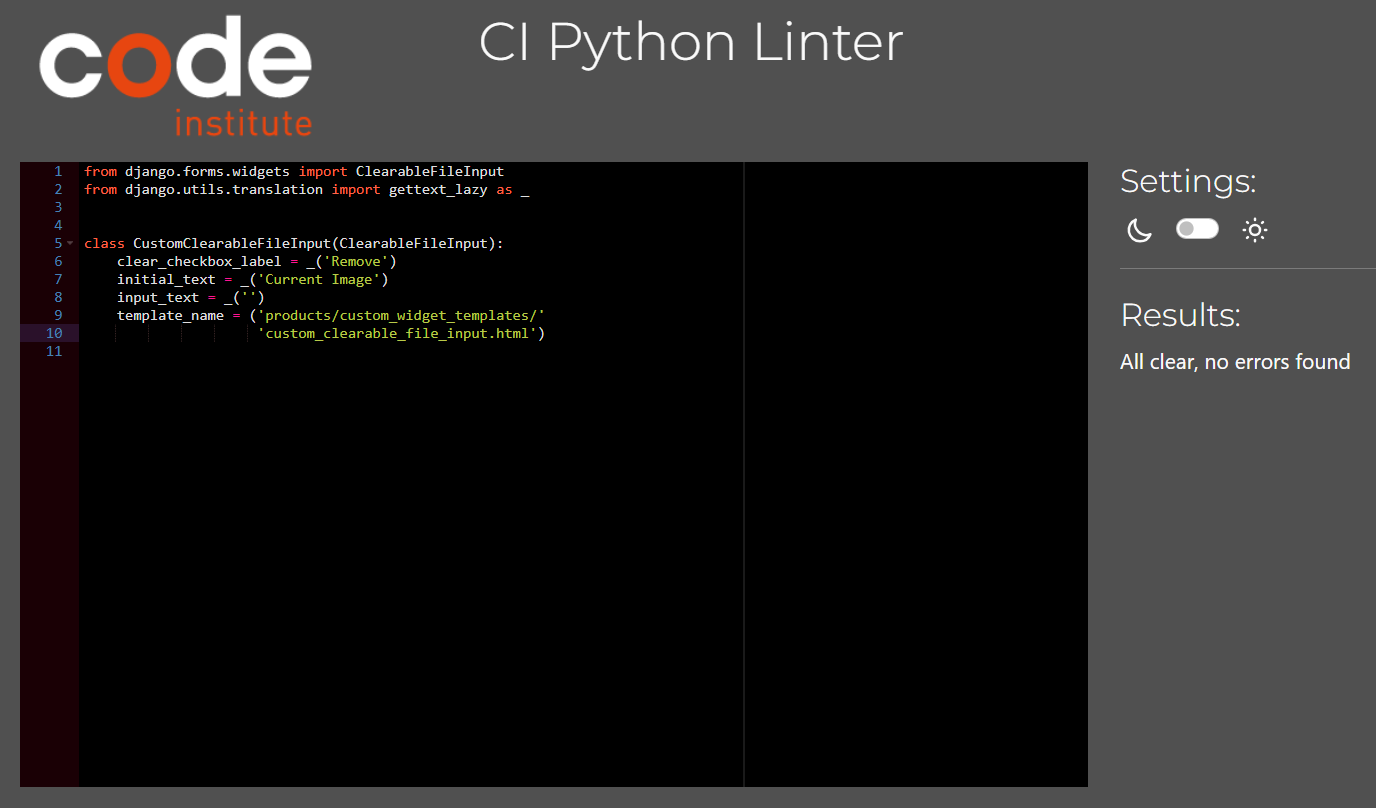 code
institute
CI Python Linter
1 from django.forms.widgets import ClearableFileInput
2 from django.utils.translation import gettext_lazy as _
3
4
5 class CustomClearableFileInput(ClearableFileInput):
6     clear_checkbox_label = _('Remove')
7     initial_text = _('Current Image')
8     input_text = _('')
9     template_name = ('products/custom_widget_templates/'
10                      'custom_clearable_file_input.html')
11
Settings:
Results:
All clear, no errors found